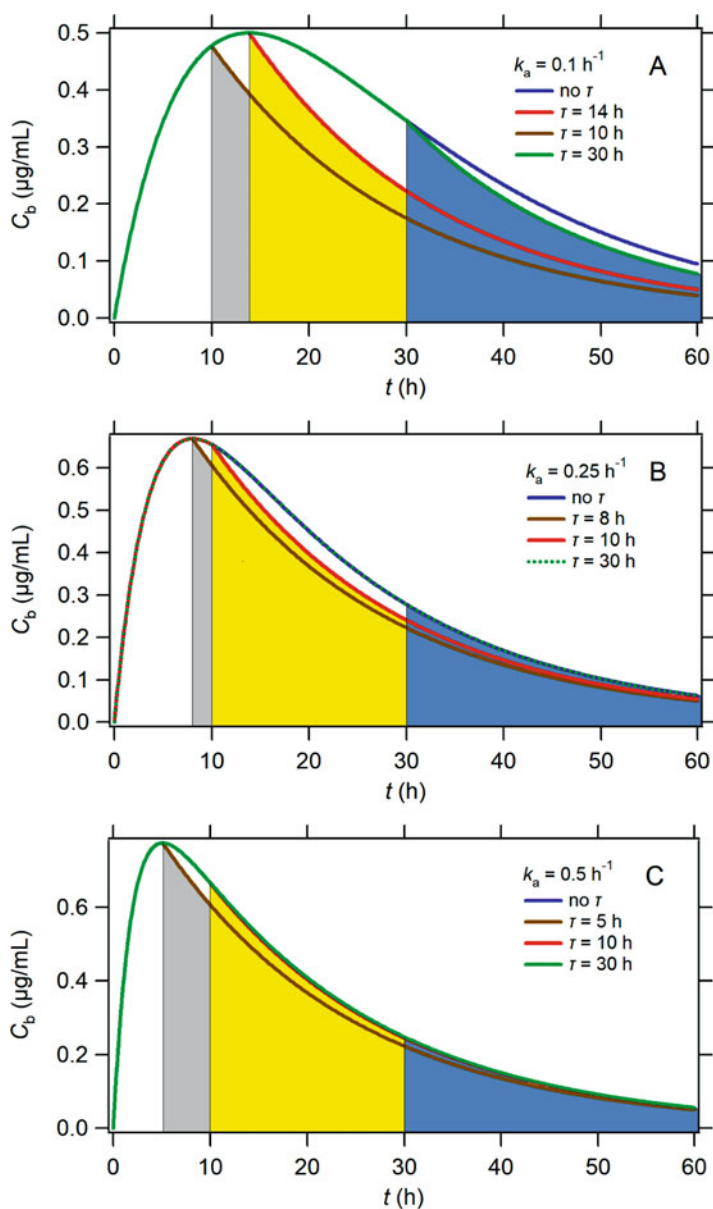 0.5
0.4
0.3
0.2
0.1
0.0
C_b (µg/mL)
k_a = 0.1 h⁻¹
A
no τ
τ = 14 h
τ = 10 h
τ = 30 h
0 10 20 30 40 50 60
t (h)
0.6
0.5
0.4
0.3
0.2
0.1
0.0
C_b (µg/mL)
k_a = 0.25 h⁻¹
B
no τ
τ = 8 h
τ = 10 h
τ = 30 h
0 10 20 30 40 50 60
t (h)
0.6
0.4
0.2
0.0
C_b (µg/mL)
k_a = 0.5 h⁻¹
C
no τ
τ = 5 h
τ = 10 h
τ = 30 h
0 10 20 30 40 50 60
t (h)